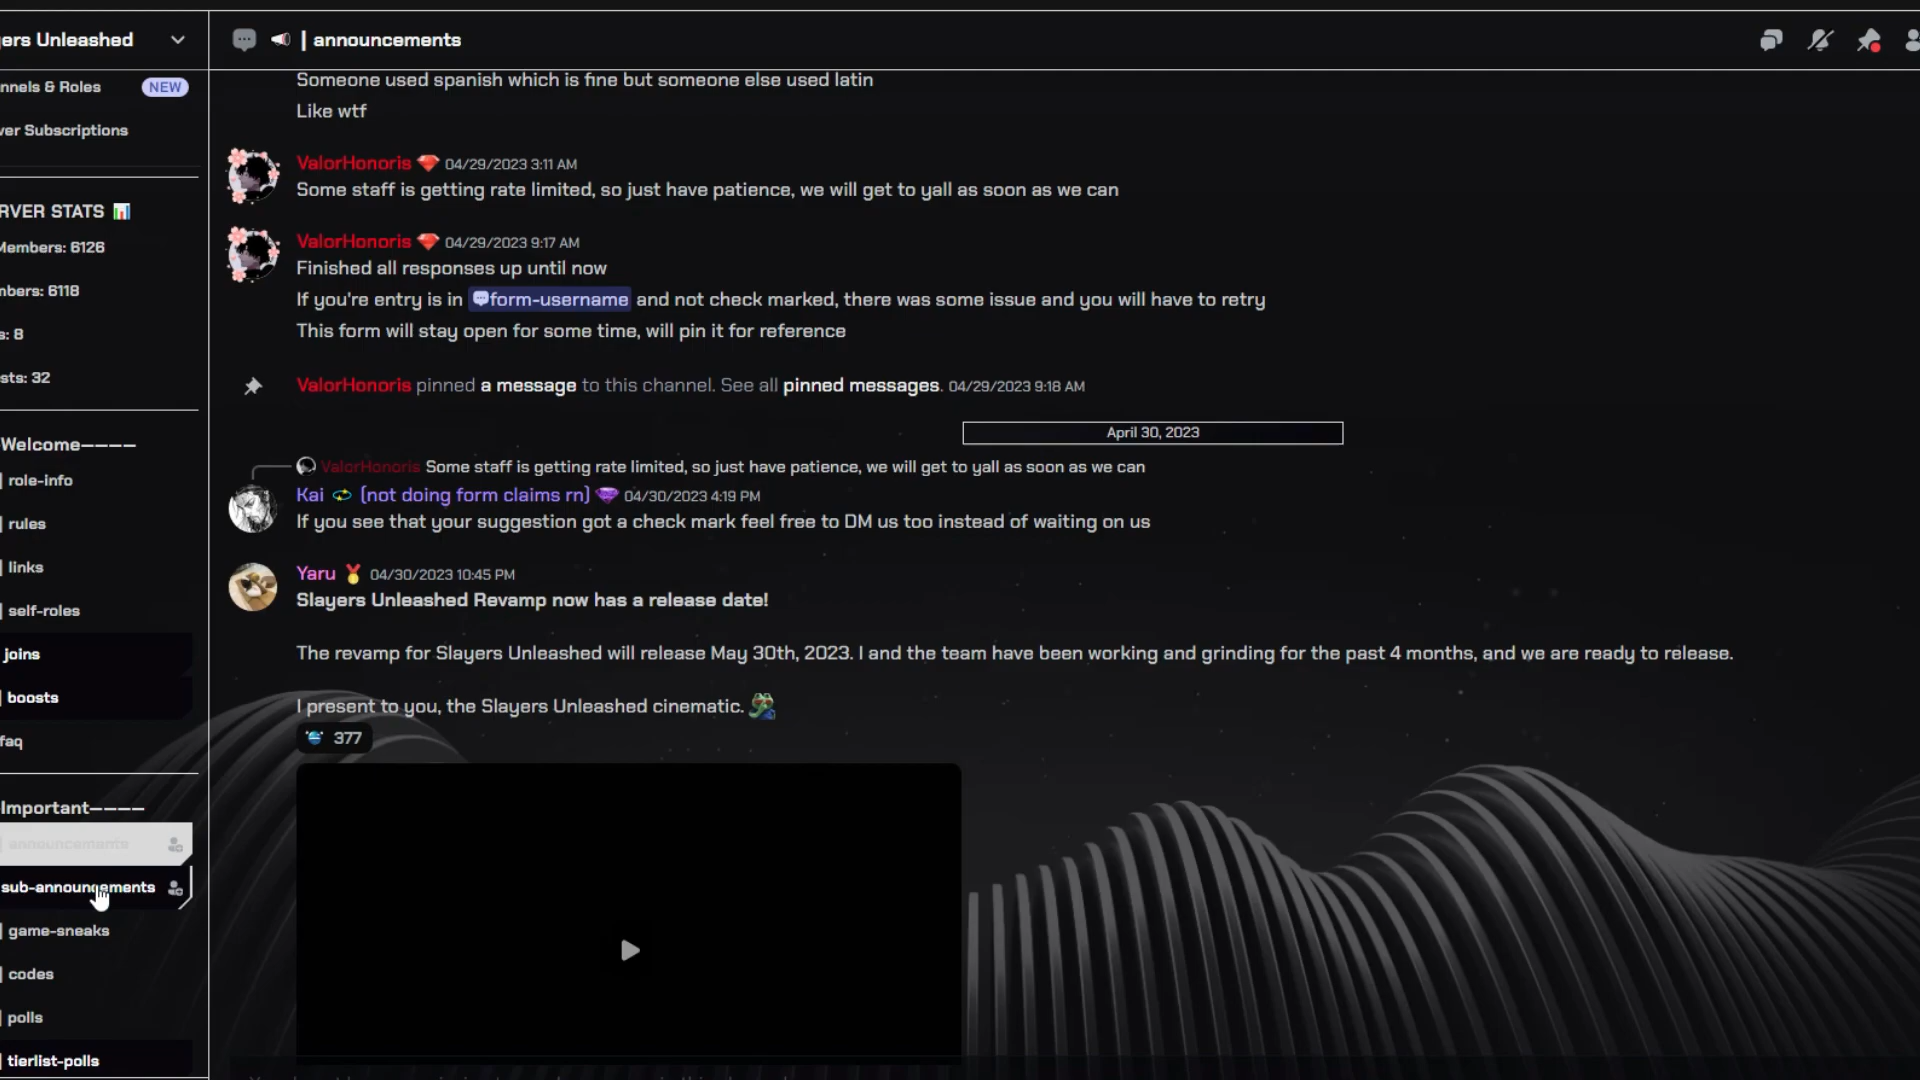 ers Unleashed
| announcements
nnels & Roles NEW
ver Subscriptions
RVER STATS
Members: 6126
mbers: 6118
s: 8
sts: 32
Welcome————
| role-info
| rules
| links
| self-roles
joins
| boosts
faq
Important————
announcements
sub-announcements
| game-sneaks
| codes
| polls
| tierlist-polls
Someone used spanish which is fine but someone else used latin
Like wtf
ValorHonoris 04/29/2023 3:11 AM
Some staff is getting rate limited, so just have patience, we will get to yall as soon as we can
ValorHonoris 04/29/2023 9:17 AM
Finished all responses up until now
If you're entry is in form-username and not check marked, there was some issue and you will have to retry
This form will stay open for some time, will pin it for reference
ValorHonoris pinned a message to this channel. See all pinned messages. 04/29/2023 9:18 AM
April 30, 2023
ValorHonoris Some staff is getting rate limited, so just have patience, we will get to yall as soon as we can
Kai (not doing form claims rn) 04/30/2023 4:19 PM
If you see that your suggestion got a check mark feel free to DM us too instead of waiting on us
Yaru 04/30/2023 10:45 PM
Slayers Unleashed Revamp now has a release date!
The revamp for Slayers Unleashed will release May 30th, 2023. I and the team have been working and grinding for the past 4 months, and we are ready to release.
I present to you, the Slayers Unleashed cinematic.
377